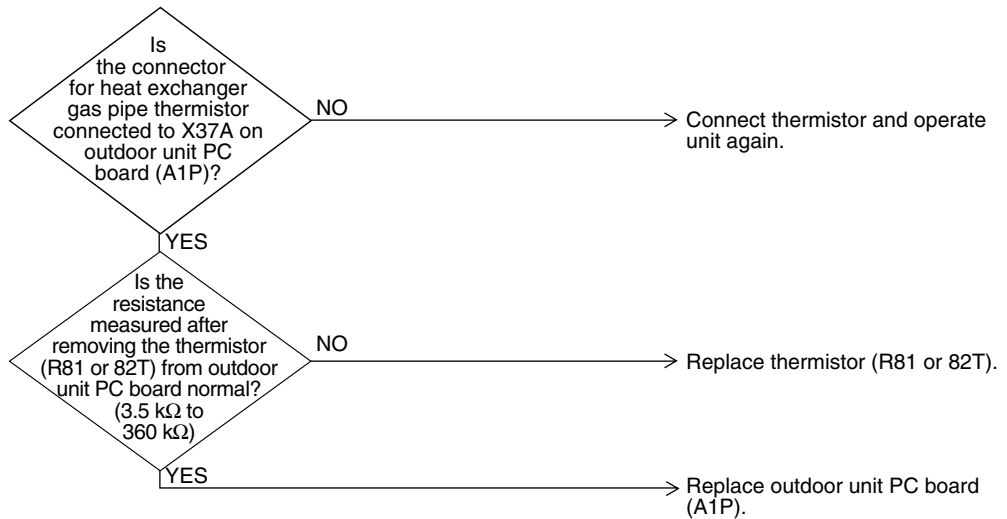 Is
the connector
for heat exchanger
gas pipe thermistor
connected to X37A on
outdoor unit PC
board (A1P)?
NO
Connect thermistor and operate
unit again.
YES
Is the
resistance
measured after
removing the thermistor
(R81 or 82T) from outdoor
unit PC board normal?
(3.5 kΩ to
360 kΩ)
NO
Replace thermistor (R81 or 82T).
YES
Replace outdoor unit PC board
(A1P).